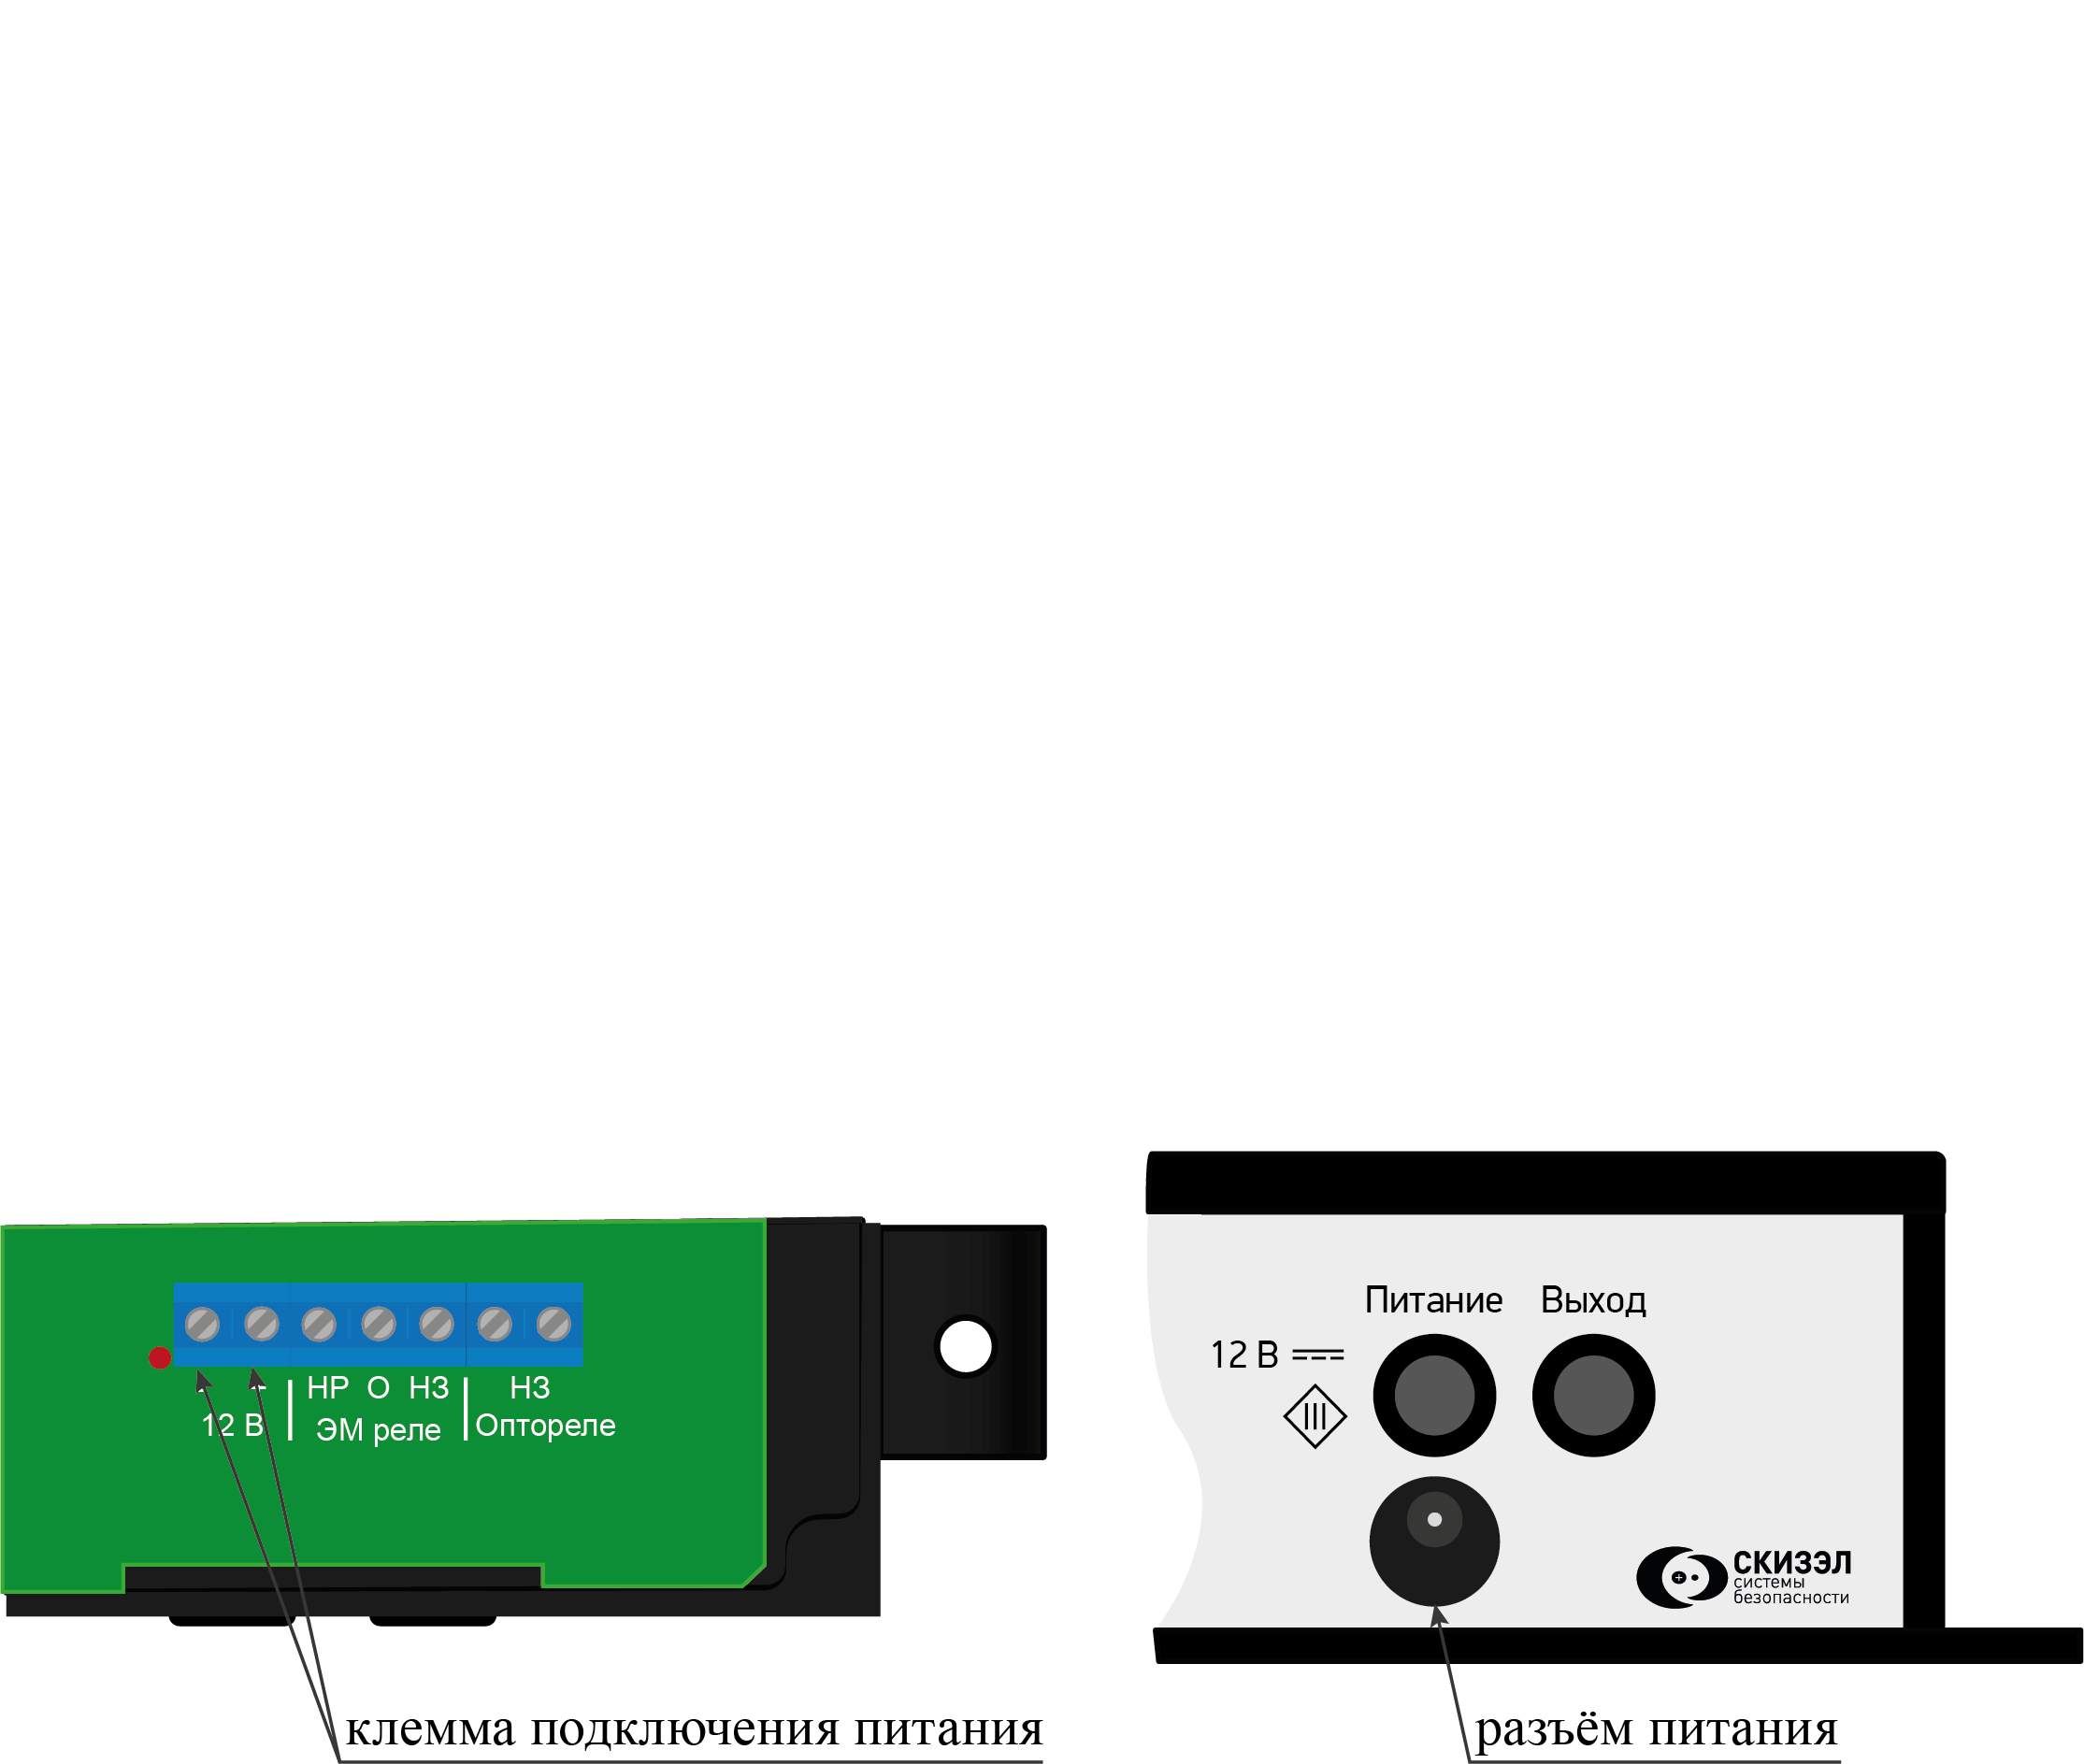 НР О НЗ НЗ
12 В ЭМ реле Оптореле
клемма подключения питания
Питание Выход
12 В
СКИЗЭЛ
системы
безопасности
разъём питания